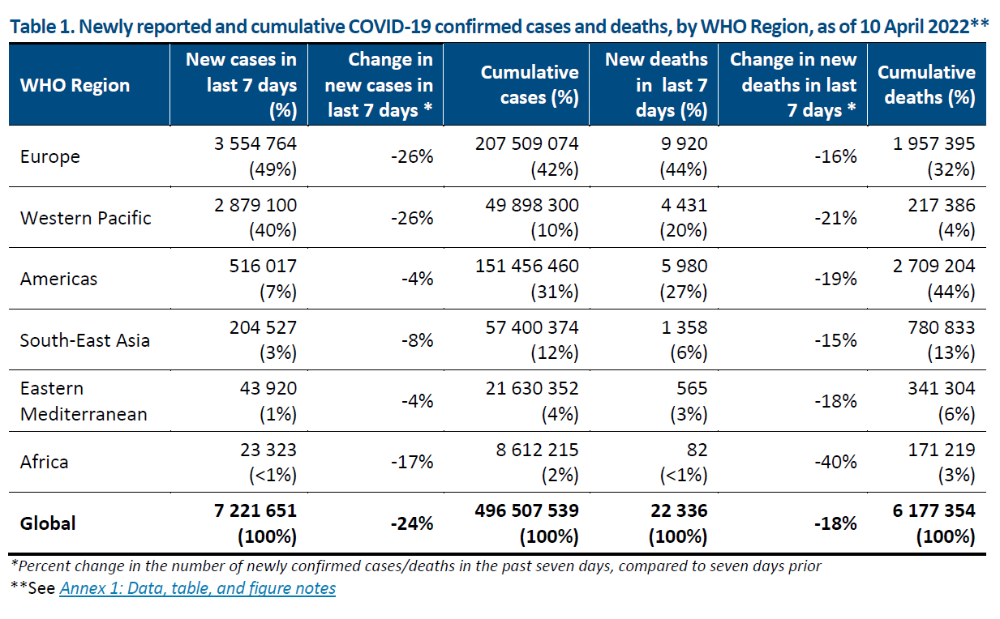 Table 1. Newly reported and cumulative COVID-19 confirmed cases and deaths, by WHO Region, as of 10 April 2022**
WHO Region
New cases in
last 7 days
(%)
Change in
new cases in
last 7 days *
Cumulative
cases (%)
New deaths
in last 7
days (%)
Change in new
deaths in last
7 days *
Cumulative
deaths (%)
Europe
3 554 764
(49%)
-26%
207 509 074
(42%)
9 920
(44%)
-16%
1 957 395
(32%)
Western Pacific
2 879 100
(40%)
-26%
49 898 300
(10%)
4 431
(20%)
-21%
217 386
(4%)
Americas
516 017
(7%)
-4%
151 456 460
(31%)
5 980
(27%)
-19%
2 709 204
(44%)
South-East Asia
204 527
(3%)
-8%
57 400 374
(12%)
1 358
(6%)
-15%
780 833
(13%)
Eastern
Mediterranean
43 920
(1%)
-4%
21 630 352
(4%)
565
(3%)
-18%
341 304
(6%)
Africa
23 323
(<1%)
-17%
8 612 215
(2%)
82
(<1%)
-40%
171 219
(3%)
Global
7 221 651
(100%)
-24%
496 507 539
(100%)
22 336
(100%)
-18%
6 177 354
(100%)
*Percent change in the number of newly confirmed cases/deaths in the past seven days, compared to seven days prior
**See Annex 1: Data, table, and figure notes